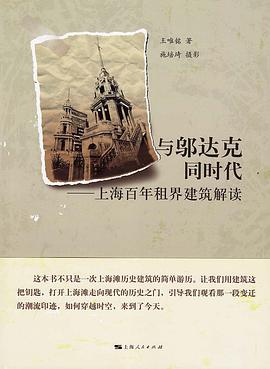 王唯铭 著
施培琦 摄影
与邬达克
同时代
——上海百年租界建筑解读
这本书不只是一次上海滩历史建筑的简单游历。让我们用建筑这
把钥匙，打开上海滩走向现代的历史之门，引导我们观看那一段变迁
的潮流印迹，如何穿越时空，来到了今天。
上海人民出版社